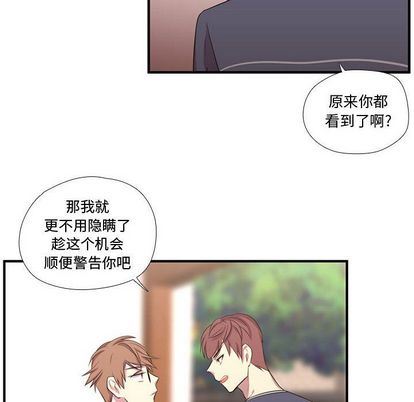 原来你都
看到了啊?
那我就
更不用隐瞒了
趁这个机会
顺便警告你吧